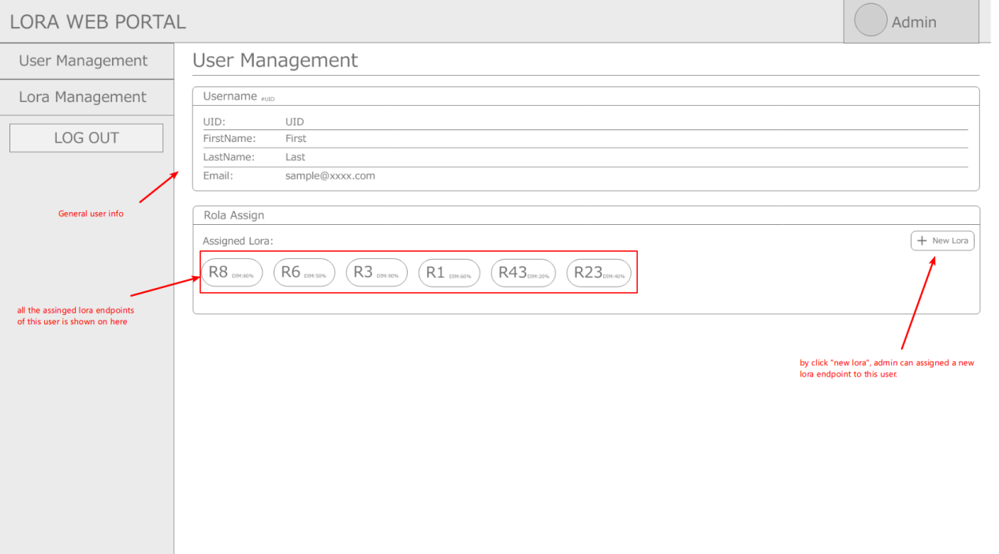 LORA WEB PORTAL
Admin
User Management
Lora Management
LOG OUT
General user info
all the assinged lora endpoints
of this user is shown on here
User Management
Username #UID
UID: UID
FirstName: First
LastName: Last
Email: sample@xxxx.com
Rola Assign
Assigned Lora:
+ New Lora
R8 DIM:80%
R6 DIM:50%
R3 DIM:90%
R1 DIM:60%
R43 DIM:20%
R23 DIM:40%
by click "new lora", admin can assigned a new
lora endpoint to this user.